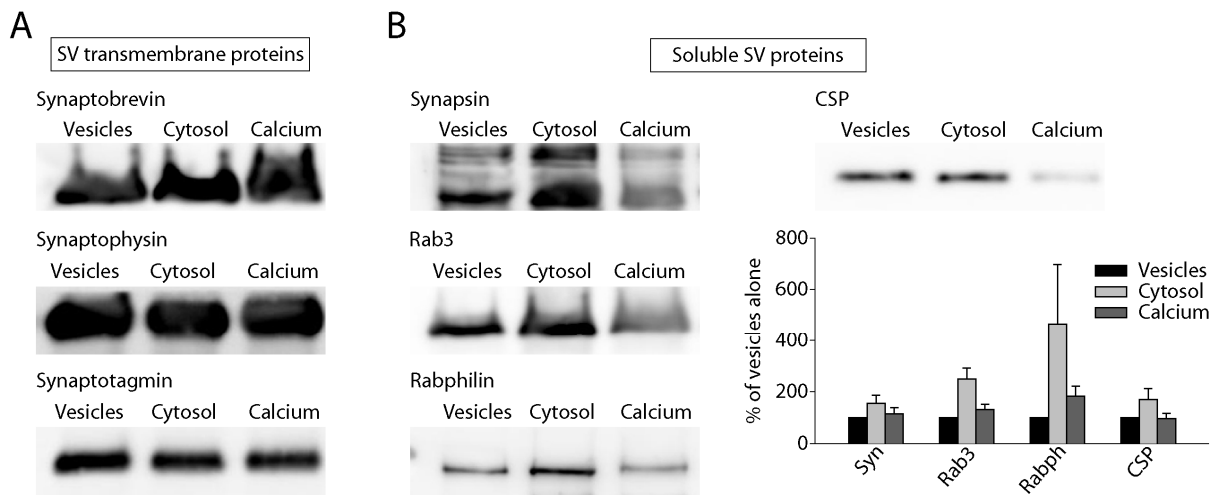 A
SV transmembrane proteins
Synaptobrevin
Vesicles Cytosol Calcium
Synaptophysin
Vesicles Cytosol Calcium
Synaptotagmin
Vesicles Cytosol Calcium
B
Soluble SV proteins
Synapsin
Vesicles Cytosol Calcium
Rab3
Vesicles Cytosol Calcium
Rabphilin
Vesicles Cytosol Calcium
CSP
Vesicles Cytosol Calcium
% of vesicles alone
800
600
400
200
0
Vesicles
Cytosol
Calcium
Syn
Rab3
Rabph
CSP